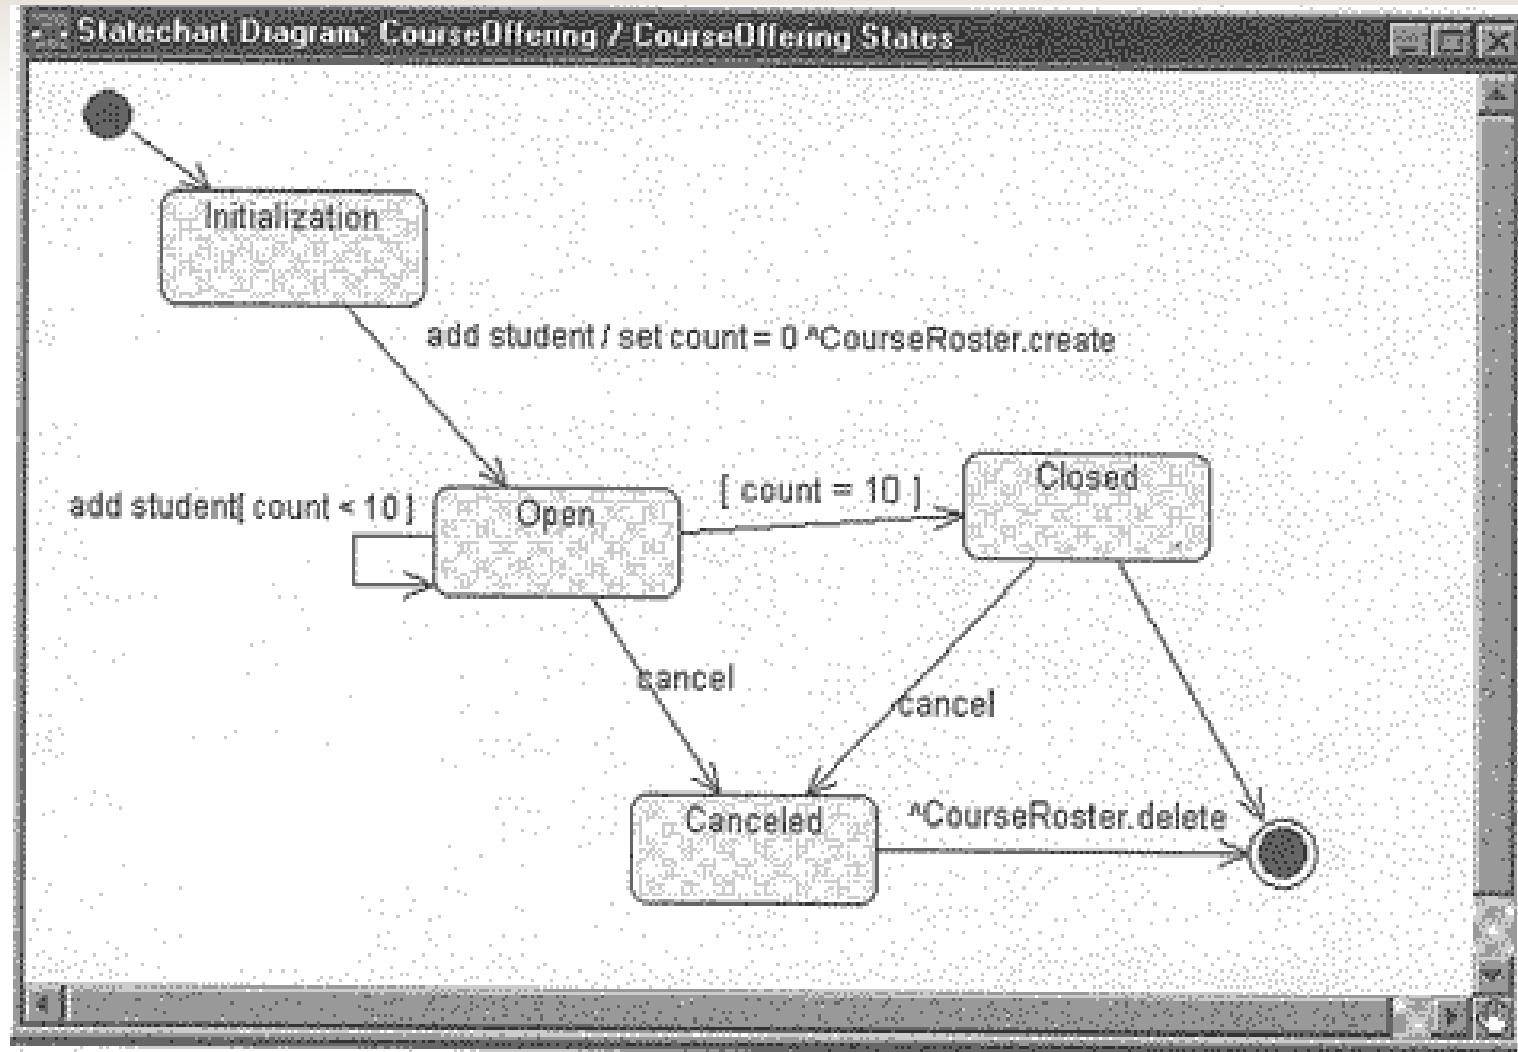 Statechart Diagram: CourseOffering / CourseOffering States
Initialization
add student / set count = 0 ^CourseRoster.create
add student[ count < 10 ]
Open
[ count = 10 ]
Closed
cancel
cancel
Canceled
^CourseRoster.delete